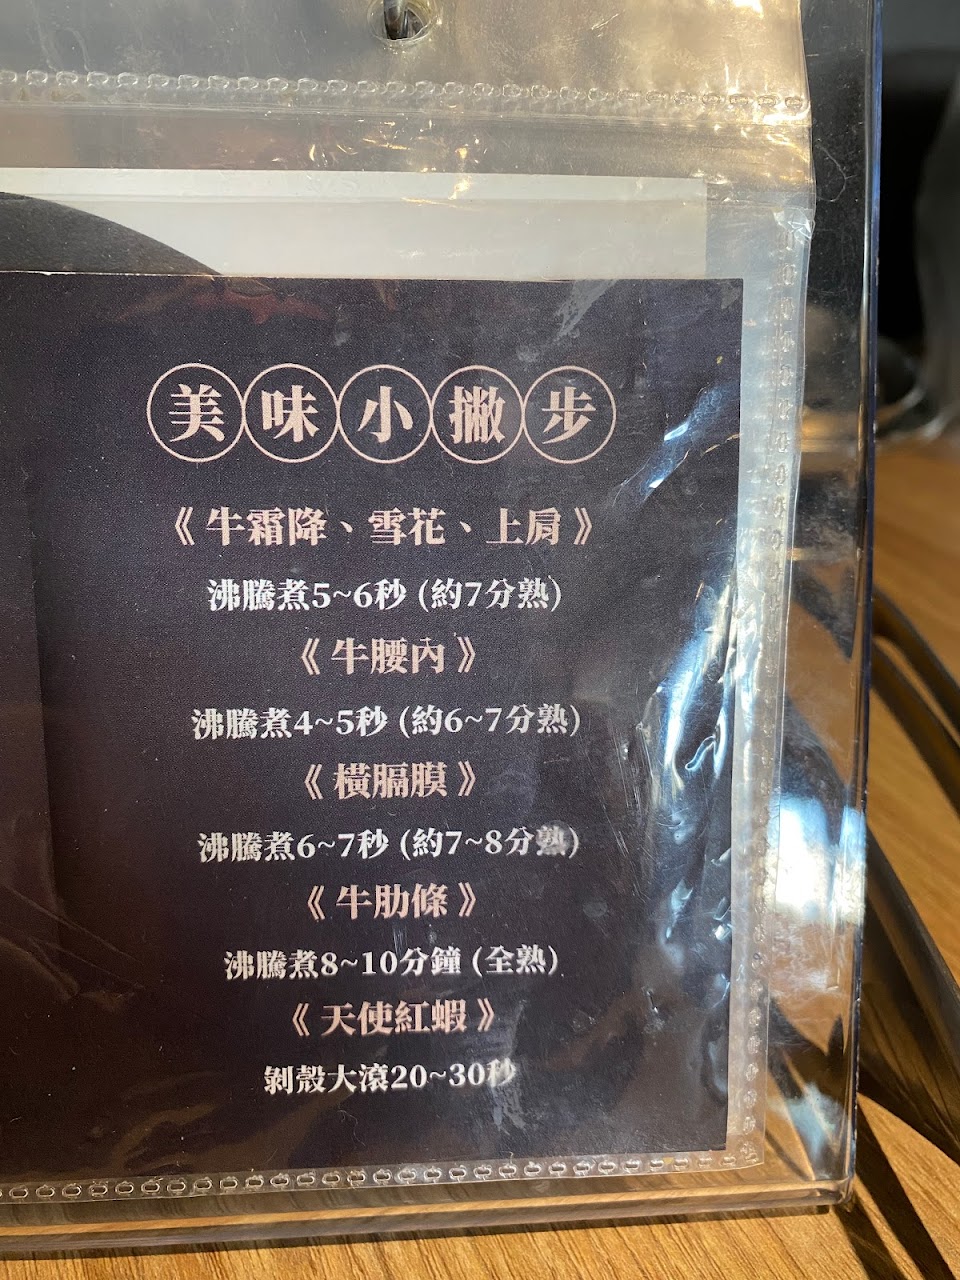 美味小撇步
《牛霜降、雪花、上肩》
沸騰煮5~6秒 (約7分熟)
《牛腰內》
沸騰煮4~5秒 (約6~7分熟)
《橫膈膜》
沸騰煮6~7秒 (約7~8分熟)
《牛肋條》
沸騰煮8~10分鐘 (全熟)
《天使紅蝦》
剝殼大滾20~30秒